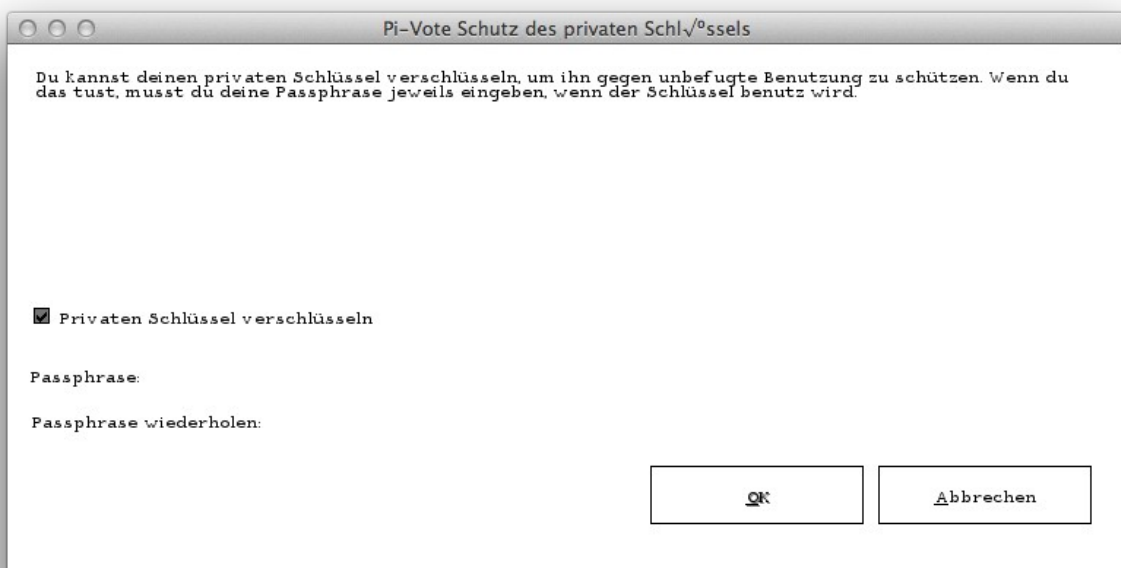 Pi-Vote Schutz des privaten Schl√ºssels
Du kannst deinen privaten Schlüssel verschlüsseln, um ihn gegen unbefugte Benutzung zu schützen. Wenn du
das tust, musst du deine Passphrase jeweils eingeben, wenn der Schlüssel benutz wird.
Privaten Schlüssel verschlüsseln
Passphrase:
Passphrase wiederholen:
OK
Abbrechen